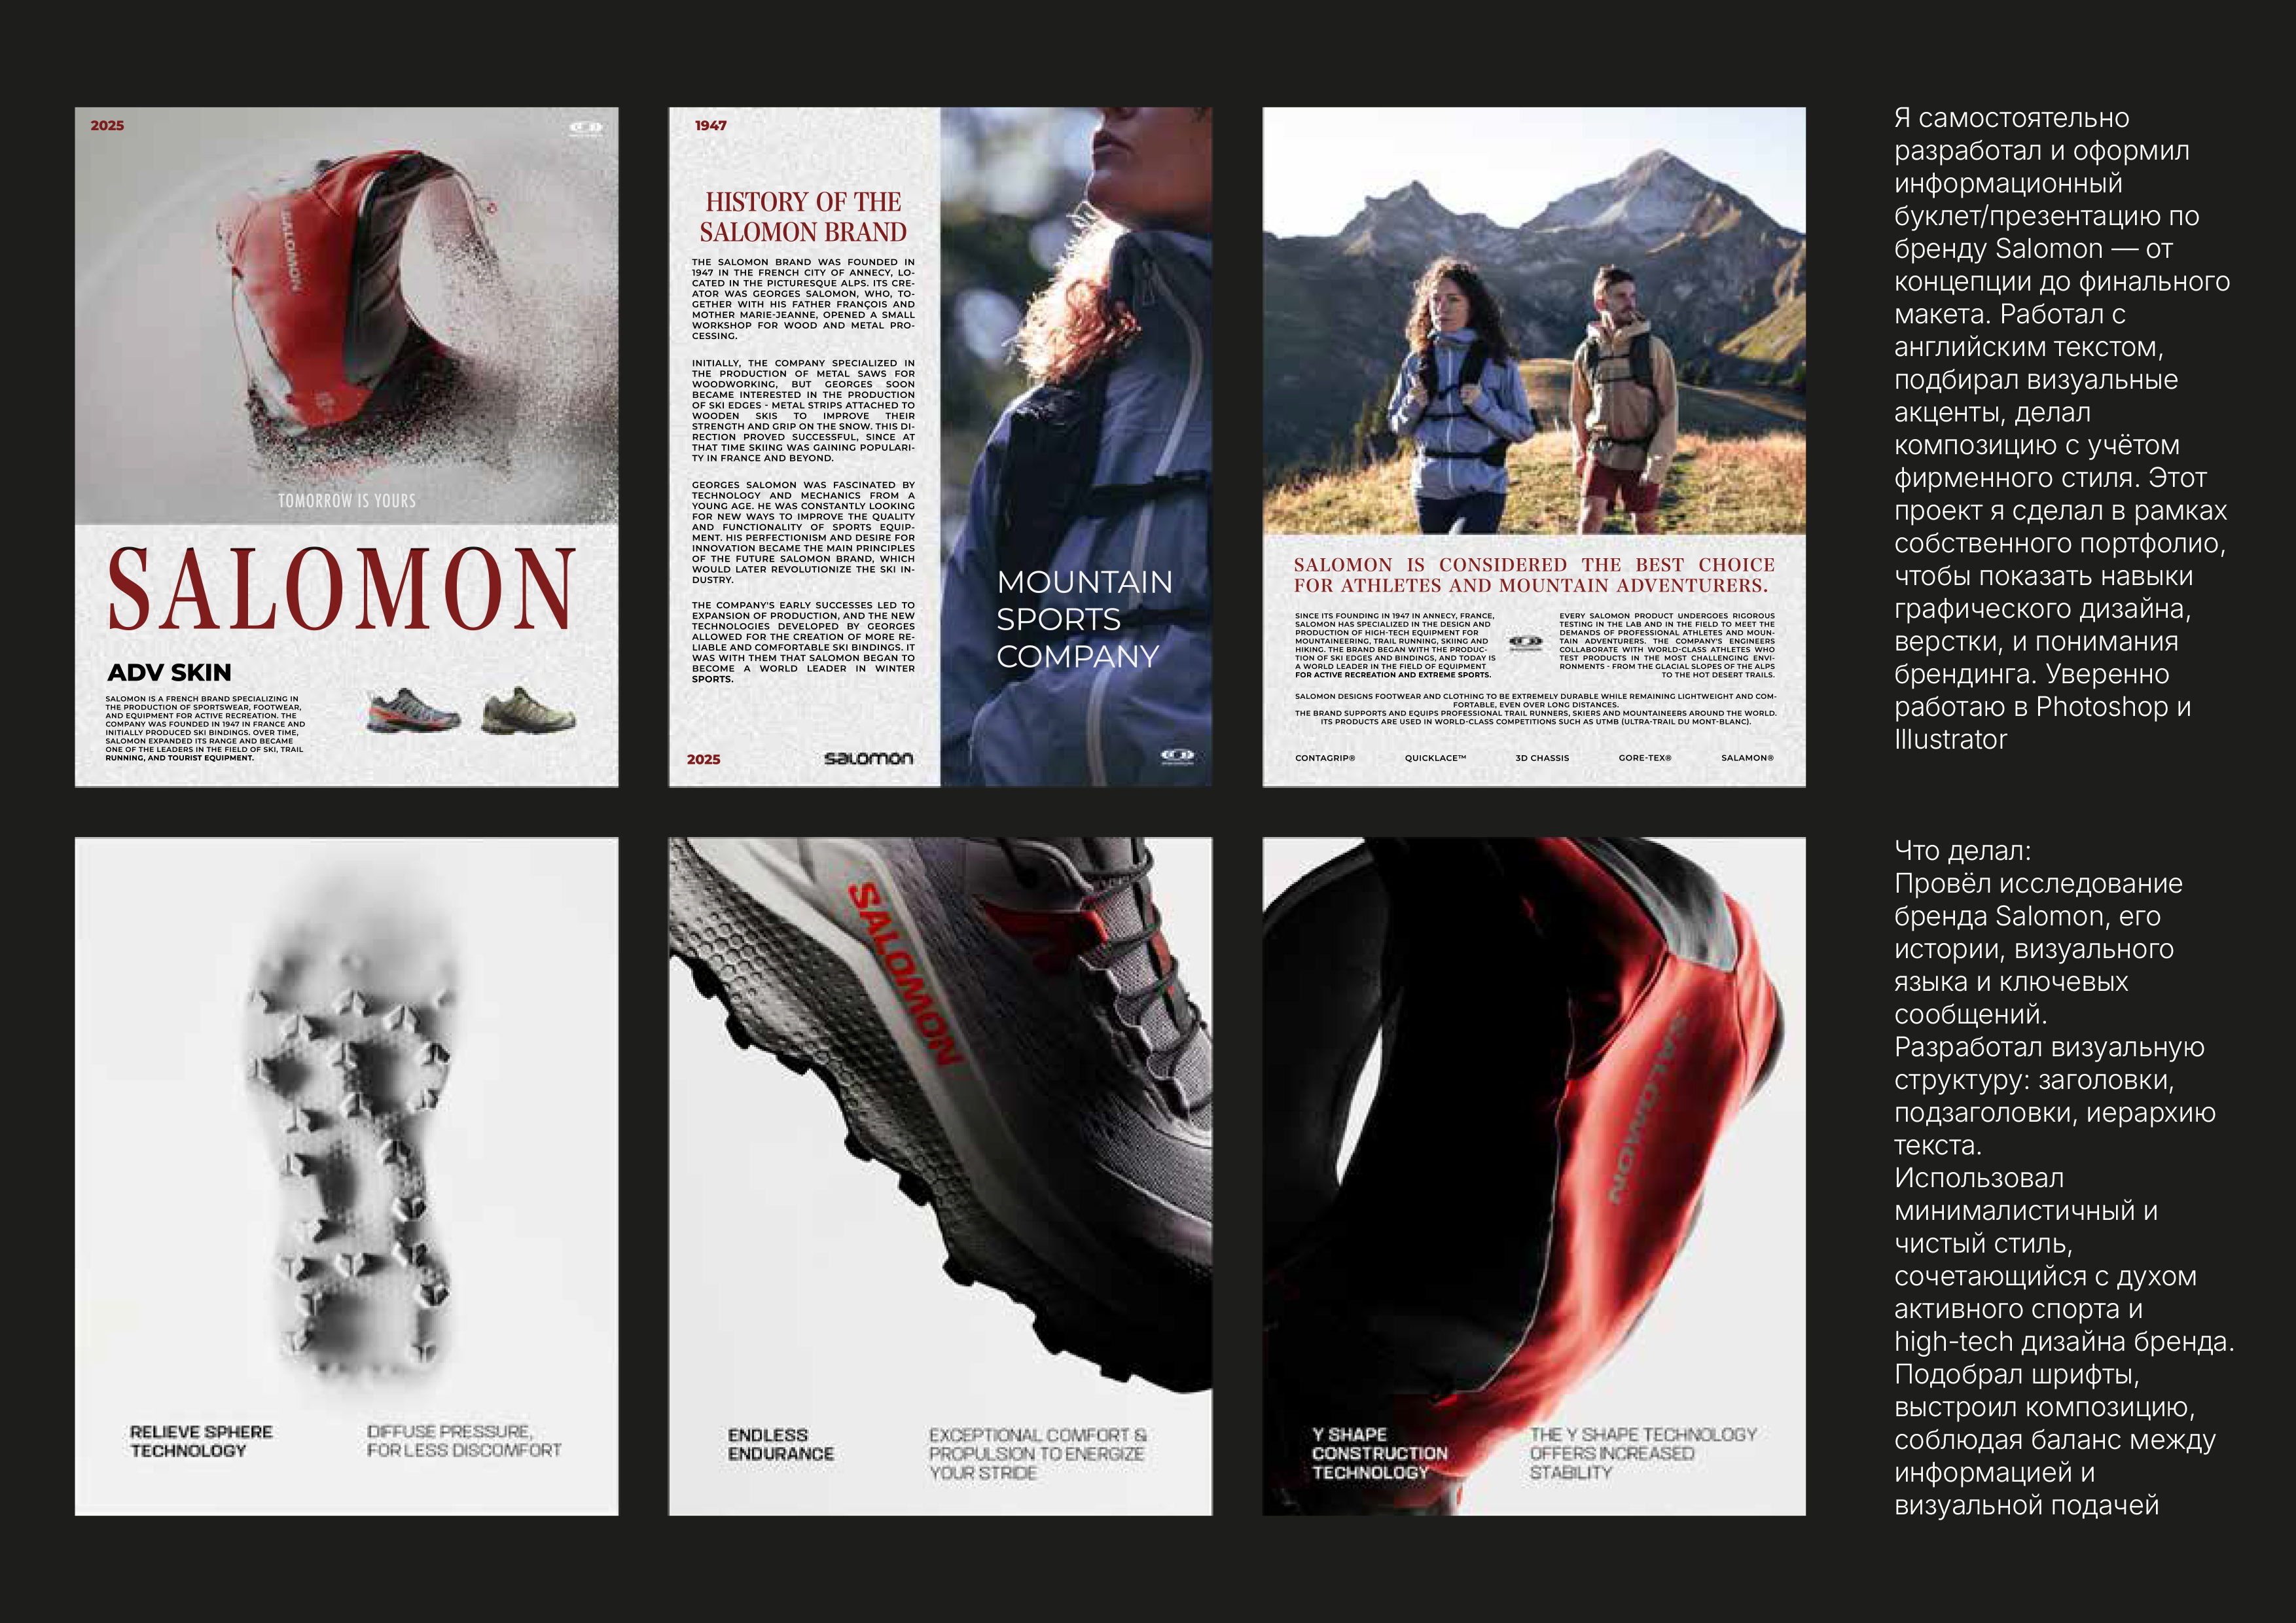 2025
SALOMON
TOMORROW IS YOURS
SALOMON
ADV SKIN
SALOMON IS A FRENCH BRAND SPECIALIZING IN
THE PRODUCTION OF SPORTSWEAR, FOOTWEAR,
AND EQUIPMENT FOR ACTIVE RECREATION. THE
COMPANY WAS FOUNDED IN 1947 IN FRANCE AND
INITIALLY PRODUCED SKI BINDINGS. OVER TIME,
SALOMON EXPANDED ITS RANGE AND BECAME
ONE OF THE LEADERS IN THE FIELD OF SKI, TRAIL
RUNNING, AND TOURIST EQUIPMENT.
1947
HISTORY OF THE
SALOMON BRAND
THE SALOMON BRAND WAS FOUNDED IN
1947 IN THE FRENCH CITY OF ANNECY, LO-
CATED IN THE PICTURESQUE ALPS. ITS CRE-
ATOR WAS GEORGES SALOMON, WHO, TO-
GETHER WITH HIS FATHER FRANÇOIS AND
MOTHER MARIE-JEANNE, OPENED A SMALL
WORKSHOP FOR WOOD AND METAL PRO-
CESSING.
INITIALLY, THE COMPANY SPECIALIZED IN
THE PRODUCTION OF METAL SAWS FOR
WOODWORKING, BUT GEORGES SOON
BECAME INTERESTED IN THE PRODUCTION
OF SKI EDGES - METAL STRIPS ATTACHED TO
WOODEN SKIS TO IMPROVE THEIR
STRENGTH AND GRIP ON THE SNOW. THIS DI-
RECTION PROVED SUCCESSFUL, SINCE AT
THAT TIME SKIING WAS GAINING POPULARI-
TY IN FRANCE AND BEYOND.
GEORGES SALOMON WAS FASCINATED BY
TECHNOLOGY AND MECHANICS FROM A
YOUNG AGE. HE WAS CONSTANTLY LOOKING
FOR NEW WAYS TO IMPROVE THE QUALITY
AND FUNCTIONALITY OF SPORTS EQUIP-
MENT. HIS PERFECTIONISM AND DESIRE FOR
INNOVATION BECAME THE MAIN PRINCIPLES
OF THE FUTURE SALOMON BRAND, WHICH
WOULD LATER REVOLUTIONIZE THE SKI IN-
DUSTRY.
THE COMPANY'S EARLY SUCCESSES LED TO
EXPANSION OF PRODUCTION, AND THE NEW
TECHNOLOGIES DEVELOPED BY GEORGES
ALLOWED FOR THE CREATION OF MORE RE-
LIABLE AND COMFORTABLE SKI BINDINGS. IT
WAS WITH THEM THAT SALOMON BEGAN TO
BECOME A WORLD LEADER IN WINTER
SPORTS.
2025
salomon
MOUNTAIN
SPORTS
COMPANY
SALOMON IS CONSIDERED THE BEST CHOICE
FOR ATHLETES AND MOUNTAIN ADVENTURERS.
SINCE ITS FOUNDING IN 1947 IN ANNECY, FRANCE,
SALOMON HAS SPECIALIZED IN THE DESIGN AND
PRODUCTION OF HIGH-TECH EQUIPMENT FOR
MOUNTAINEERING, TRAIL RUNNING, SKIING AND
HIKING. THE BRAND BEGAN WITH THE PRODUC-
TION OF SKI EDGES AND BINDINGS, AND TODAY IS
A WORLD LEADER IN THE FIELD OF EQUIPMENT
FOR ACTIVE RECREATION AND EXTREME SPORTS.
EVERY SALOMON PRODUCT UNDERGOES RIGOROUS
TESTING IN THE LAB AND IN THE FIELD TO MEET THE
DEMANDS OF PROFESSIONAL ATHLETES AND MOUN-
TAIN ADVENTURERS. THE COMPANY'S ENGINEERS
COLLABORATE WITH WORLD-CLASS ATHLETES WHO
TEST PRODUCTS IN THE MOST CHALLENGING ENVI-
RONMENTS - FROM THE GLACIAL SLOPES OF THE ALPS
TO THE HOT DESERT TRAILS.
SALOMON DESIGNS FOOTWEAR AND CLOTHING TO BE EXTREMELY DURABLE WHILE REMAINING LIGHTWEIGHT AND COM-
FORTABLE, EVEN OVER LONG DISTANCES.
THE BRAND SUPPORTS AND EQUIPS PROFESSIONAL TRAIL RUNNERS, SKIERS AND MOUNTAINEERS AROUND THE WORLD.
ITS PRODUCTS ARE USED IN WORLD-CLASS COMPETITIONS SUCH AS UTMB (ULTRA-TRAIL DU MONT-BLANC).
CONTAGRIP® QUICKLACE™ 3D CHASSIS GORE-TEX® SALAMON®
Я самостоятельно
разработал и оформил
информационный
буклет/презентацию по
бренду Salomon — от
концепции до финального
макета. Работал с
английским текстом,
подбирал визуальные
акценты, делал
композицию с учётом
фирменного стиля. Этот
проект я сделал в рамках
собственного портфолио,
чтобы показать навыки
графического дизайна,
верстки, и понимания
брендинга. Уверенно
работаю в Photoshop и
Illustrator
RELIEVE SPHERE
TECHNOLOGY
DIFFUSE PRESSURE,
FOR LESS DISCOMFORT
SALOMON
ENDLESS
ENDURANCE
EXCEPTIONAL COMFORT &
PROPULSION TO ENERGIZE
YOUR STRIDE
SALOMON
Y SHAPE
CONSTRUCTION
TECHNOLOGY
THE Y SHAPE TECHNOLOGY
OFFERS INCREASED
STABILITY
Что делал:
Провёл исследование
бренда Salomon, его
истории, визуального
языка и ключевых
сообщений.
Разработал визуальную
структуру: заголовки,
подзаголовки, иерархию
текста.
Использовал
минималистичный и
чистый стиль,
сочетающийся с духом
активного спорта и
high-tech дизайна бренда.
Подобрал шрифты,
выстроил композицию,
соблюдая баланс между
информацией и
визуальной подачей